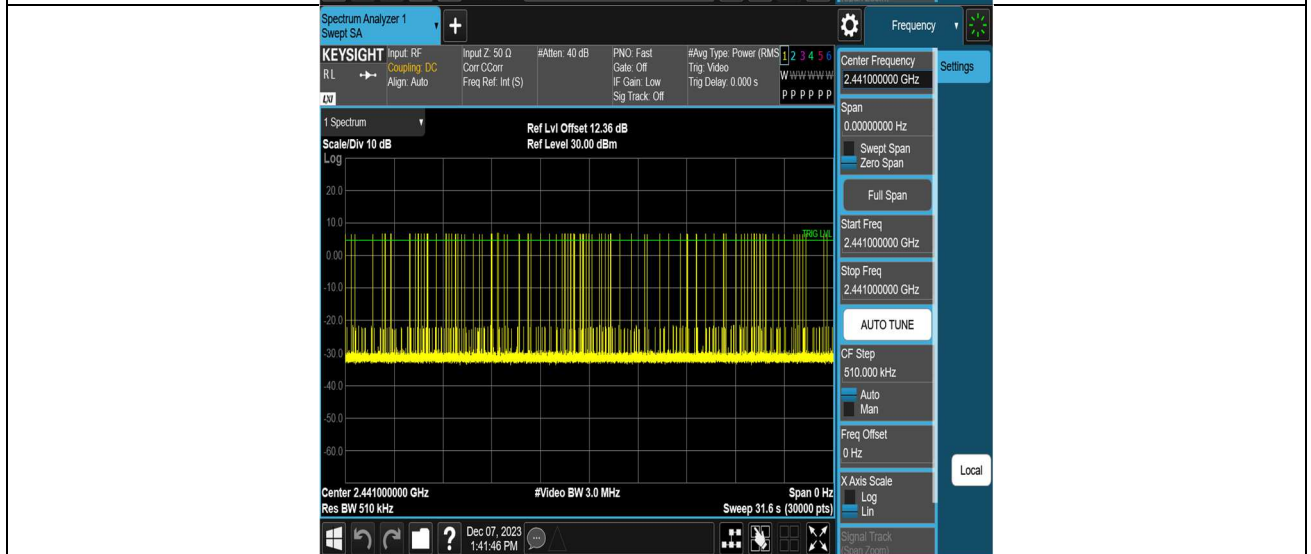 Spectrum Analyzer 1
Swept SA
+
Frequency
KEYSIGHT
RL
LXI
Input: RF
Coupling: DC
Align: Auto
Input Z: 50 Ω
Corr CCorr
Freq Ref: Int (S)
#Atten: 40 dB
PNO: Fast
Gate: Off
IF Gain: Low
Sig Track: Off
#Avg Type: Power (RMS
Trig: Video
Trig Delay: 0.000 s
1 2 3 4 5 6
W W W W W W
P P P P P P
Center Frequency
2.441000000 GHz
Settings
1 Spectrum
Scale/Div 10 dB
Log
Ref Lvl Offset 12.36 dB
Ref Level 30.00 dBm
Span
0.00000000 Hz
Swept Span
Zero Span
Full Span
20.0
10.0
0.00
-10.0
-20.0
-30.0
-40.0
-50.0
-60.0
TRIG LVL
Start Freq
2.441000000 GHz
Stop Freq
2.441000000 GHz
AUTO TUNE
CF Step
510.000 kHz
Auto
Man
Freq Offset
0 Hz
Local
X Axis Scale
Log
Lin
Center 2.441000000 GHz
#Video BW 3.0 MHz
Span 0 Hz
Res BW 510 kHz
Sweep 31.6 s (30000 pts)
?
Dec 07, 2023
1:41:46 PM
Signal Track
(Span Zoom)